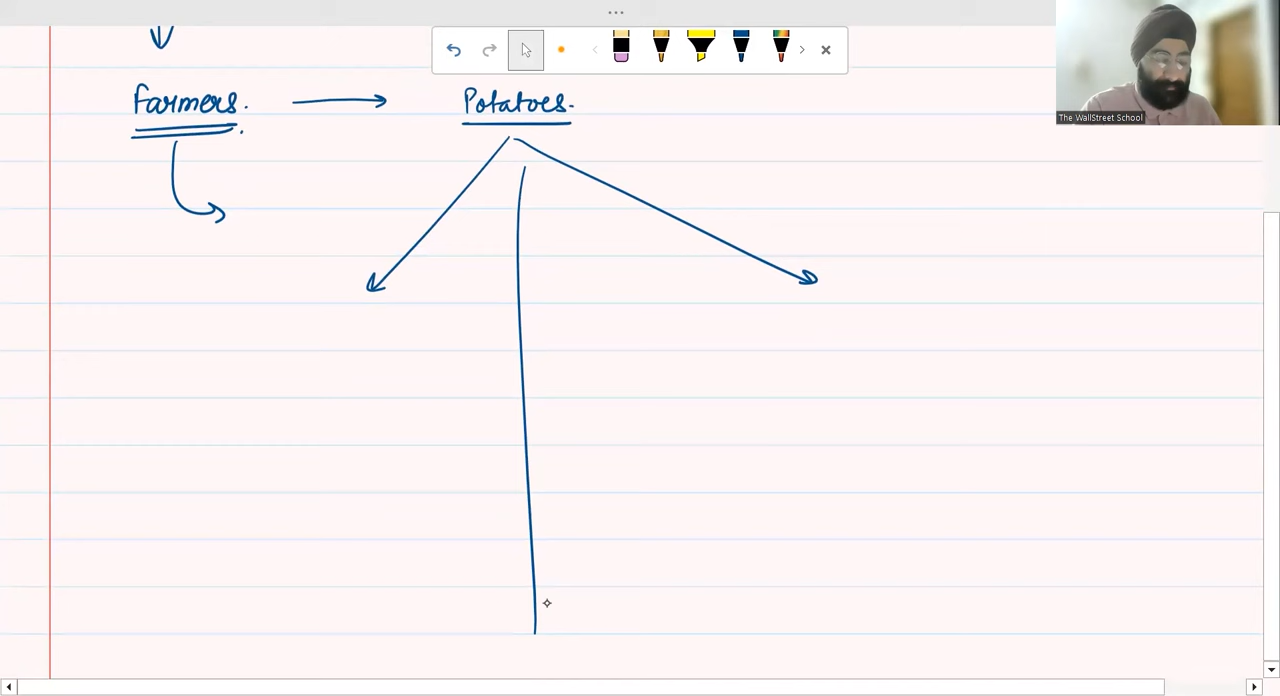 Farmers. → Potatoes.
The WallStreet School